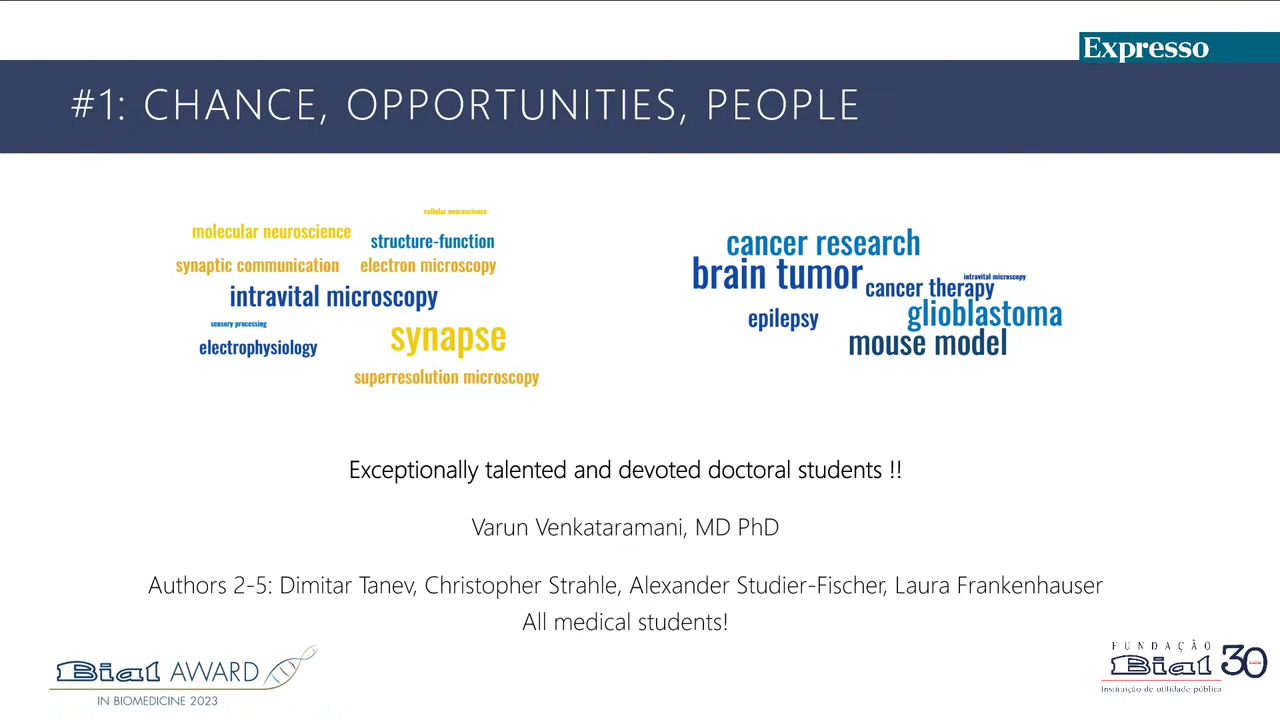 Expresso
#1: CHANCE, OPPORTUNITIES, PEOPLE
cellular neuroscience
molecular neuroscience
structure-function
synaptic communication
electron microscopy
intravital microscopy
sensory processing
synapse
electrophysiology
superresolution microscopy
cancer research
brain tumor
intravital microscopy
cancer therapy
epilepsy
glioblastoma
mouse model
Exceptionally talented and devoted doctoral students !!
Varun Venkataramani, MD PhD
Authors 2-5: Dimitar Tanev, Christopher Strahle, Alexander Studier-Fischer, Laura Frankenhauser
All medical students!
Bial AWARD
IN BIOMEDICINE 2023
FUNDAÇÃO
Bial 30
Instituição de utilidade pública